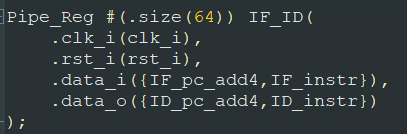 Pipe_Reg #(.size(64)) IF_ID(
.clk_i(clk_i),
.rst_i(rst_i),
.data_i({IF_pc_add4,IF_instr}),
.data_o({ID_pc_add4,ID_instr})
);